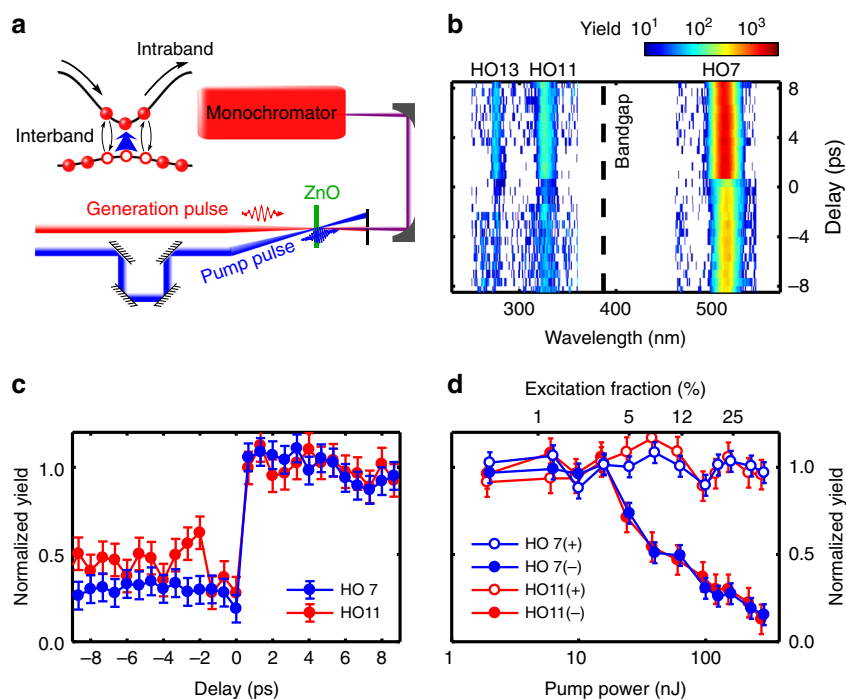 a
Intraband
Interband
Monochromator
ZnO
Generation pulse
Pump pulse
b
Yield 10¹ 10² 10³
HO13 HO11 HO7
Bandgap
8
4
0
−4
−8
Delay (ps)
300 400 500
Wavelength (nm)
c
Normalized yield
1.0
0.5
0.0
HO 7
HO11
−8 −6 −4 −2 0 2 4 6 8
Delay (ps)
d
Excitation fraction (%)
1 5 12 25
HO 7(+)
HO 7(−)
HO11(+)
HO11(−)
1.0
0.5
0.0
Normalized yield
1 10 100
Pump power (nJ)